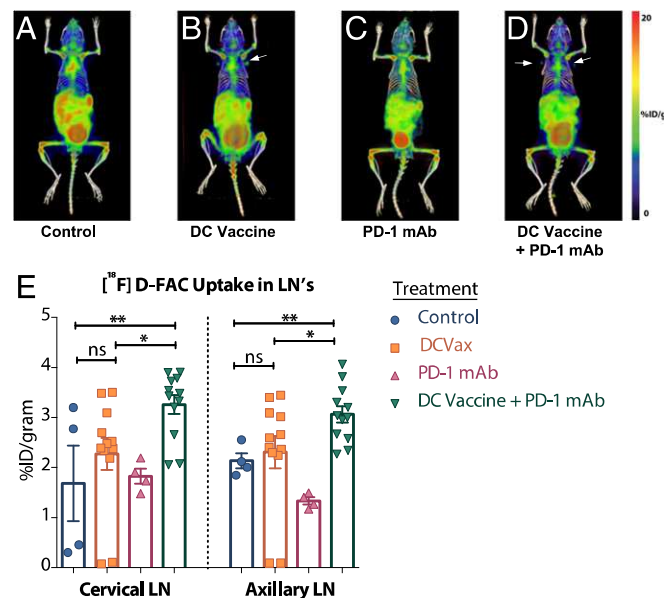 A
B
C
D
20
%ID/g
0
Control
DC Vaccine
PD-1 mAb
DC Vaccine
+ PD-1 mAb
E
[18F] D-FAC Uptake in LN's
5
4
3
2
1
0
%ID/gram
**
*
ns
**
*
ns
Cervical LN
Axillary LN
Treatment
Control
DCVax
PD-1 mAb
DC Vaccine + PD-1 mAb